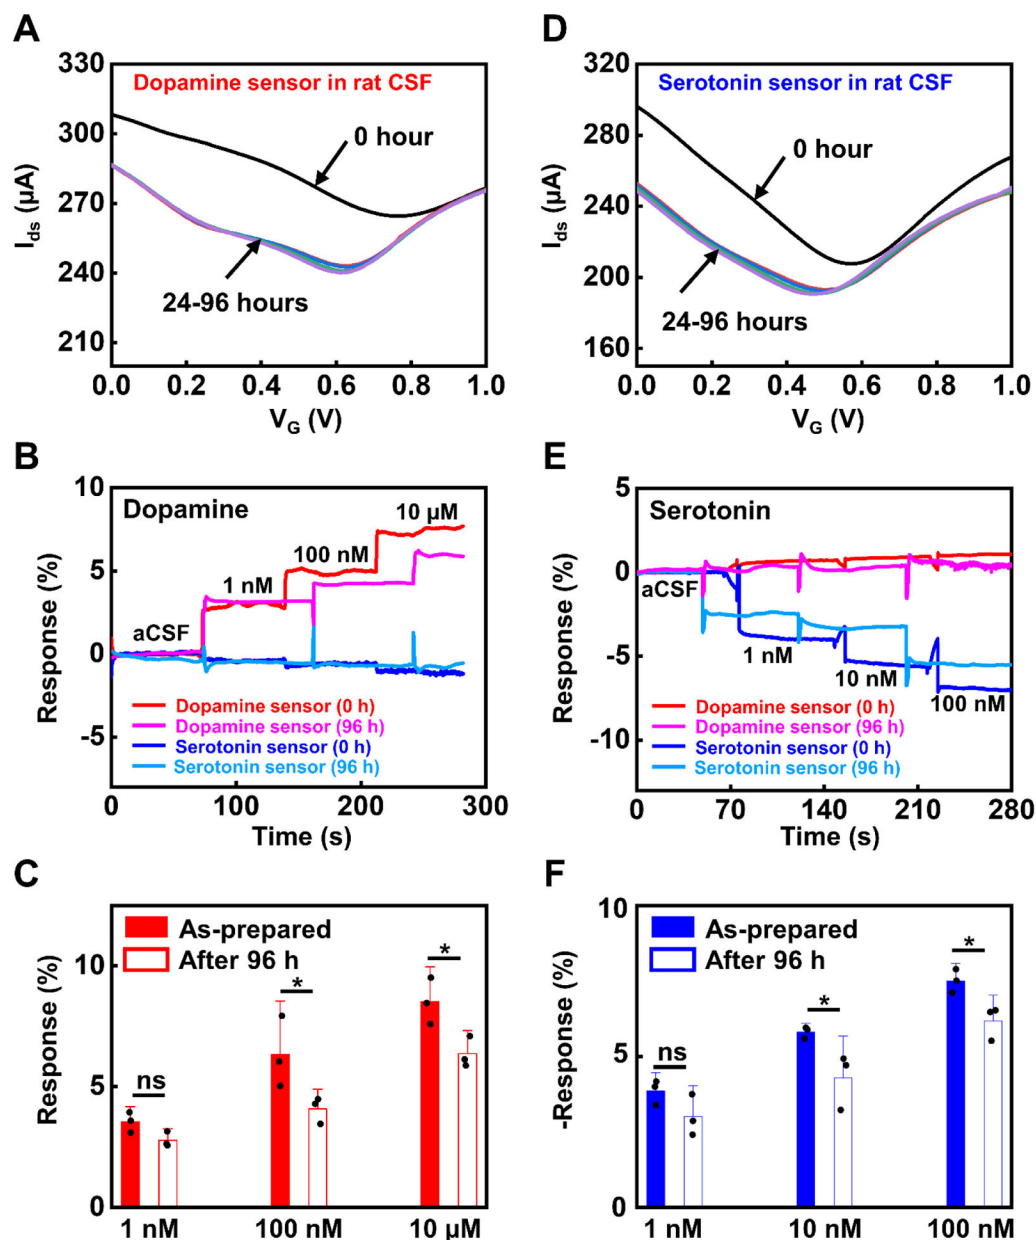 A
330
300
270
240
210
I_ds (µA)
Dopamine sensor in rat CSF
0 hour
24-96 hours
0.0 0.2 0.4 0.6 0.8 1.0
V_G (V)
D
320
280
240
200
160
I_ds (µA)
Serotonin sensor in rat CSF
0 hour
24-96 hours
0.0 0.2 0.4 0.6 0.8 1.0
V_G (V)
B
10
5
0
-5
Response (%)
Dopamine
10 µM
100 nM
1 nM
aCSF
Dopamine sensor (0 h)
Dopamine sensor (96 h)
Serotonin sensor (0 h)
Serotonin sensor (96 h)
0 100 200 300
Time (s)
E
5
0
-5
-10
Response (%)
Serotonin
aCSF
1 nM
10 nM
100 nM
Dopamine sensor (0 h)
Dopamine sensor (96 h)
Serotonin sensor (0 h)
Serotonin sensor (96 h)
0 70 140 210 280
Time (s)
C
10
5
0
Response (%)
As-prepared
After 96 h
ns
*
*
1 nM 100 nM 10 µM
F
10
5
0
-Response (%)
As-prepared
After 96 h
ns
*
*
1 nM 10 nM 100 nM